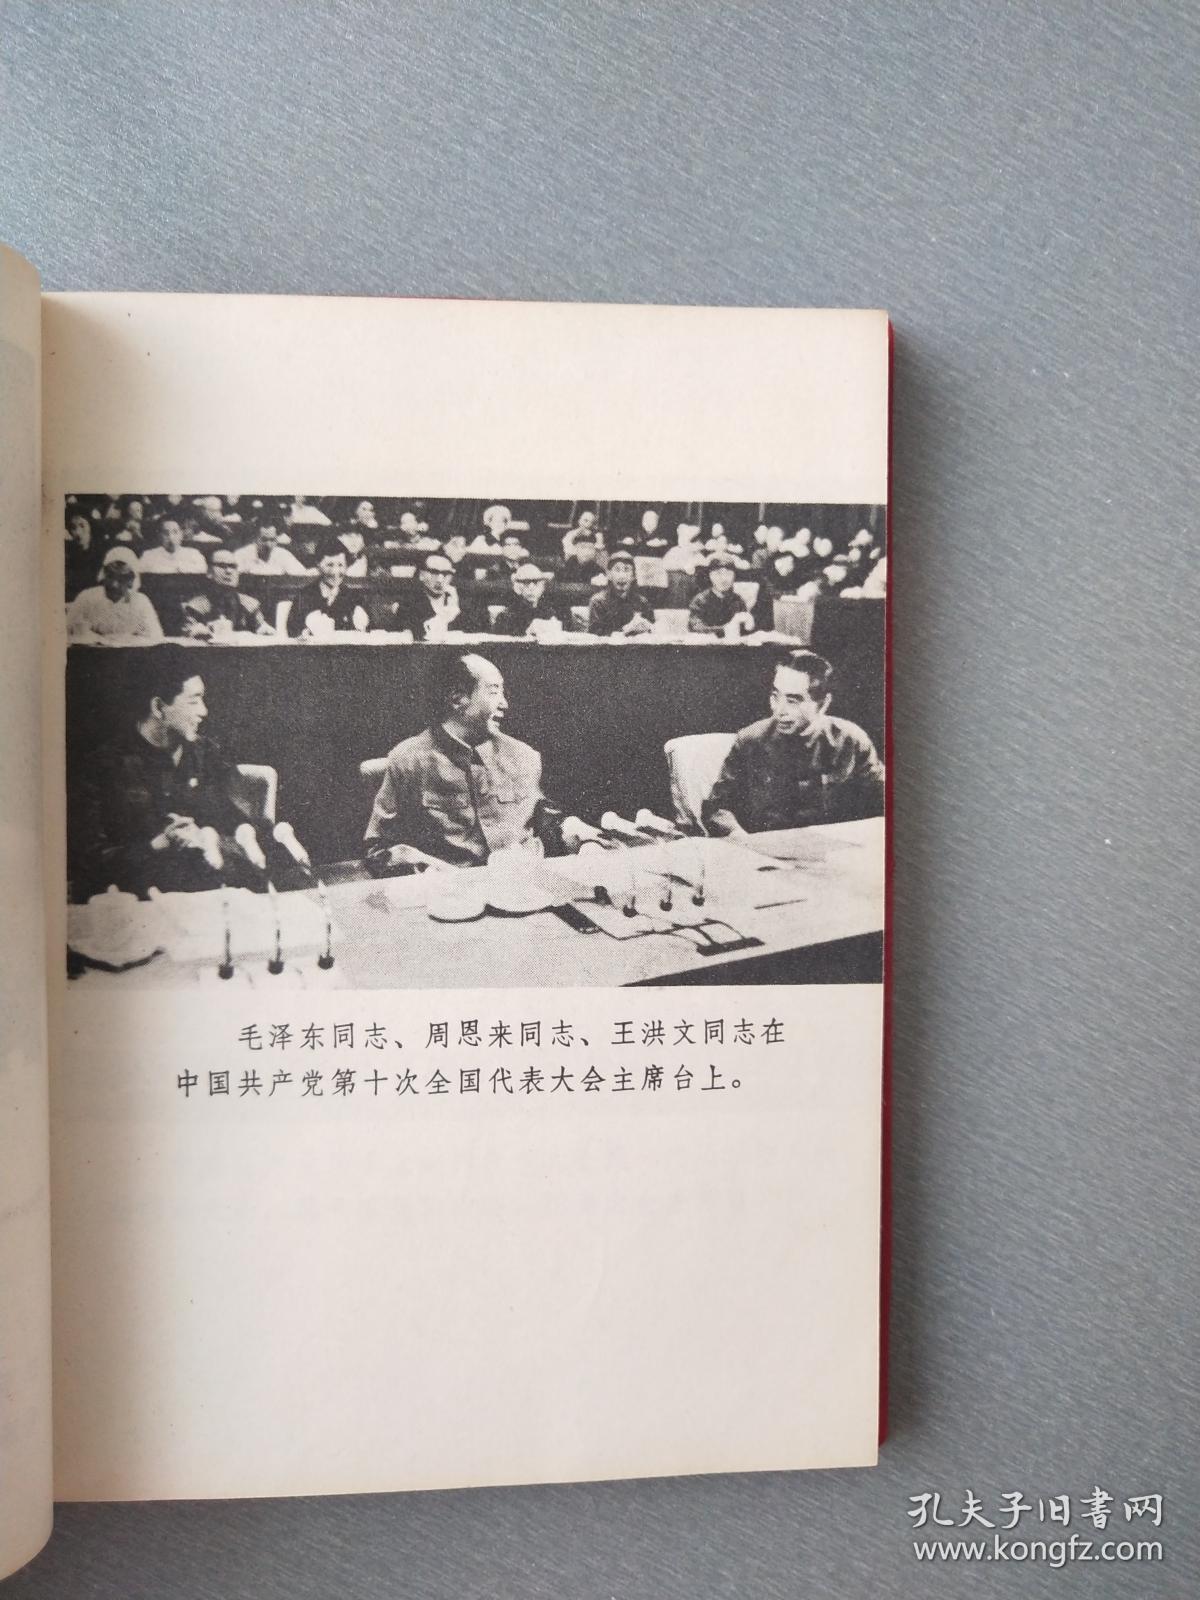 毛泽东同志、周恩来同志、王洪文同志在
中国共产党第十次全国代表大会主席台上。
孔夫子旧书网
www.kongfz.com